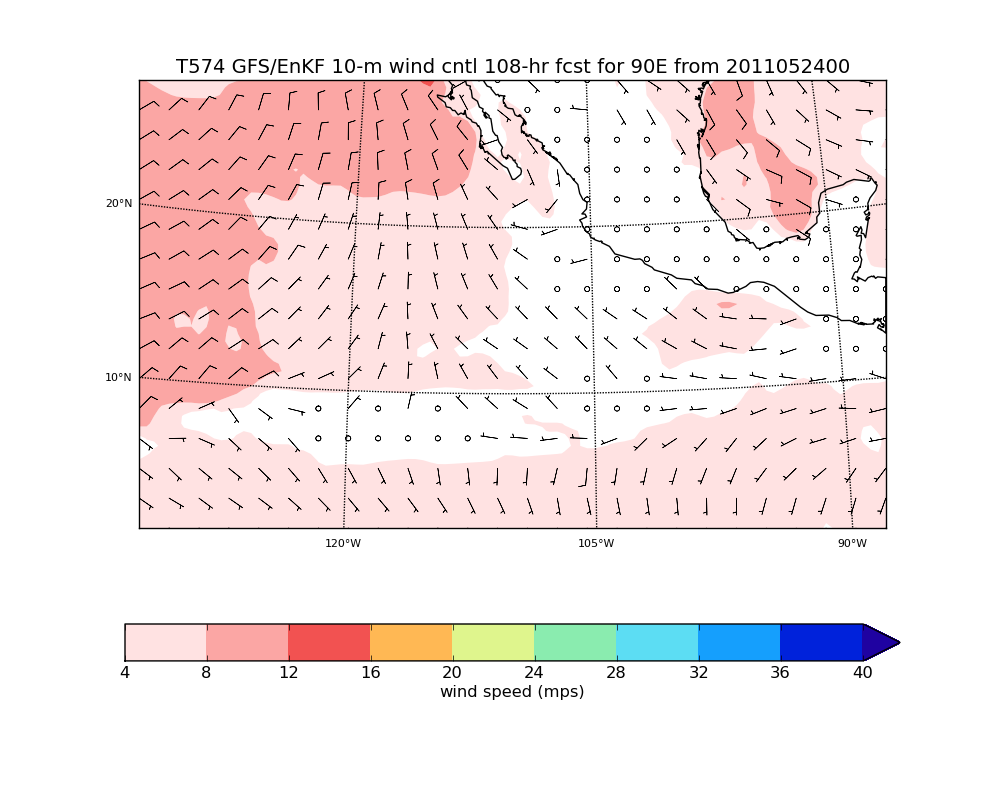 T574 GFS/EnKF 10-m wind cntl 108-hr fcst for 90E from 2011052400
20°N
10°N
120°W 105°W 90°W
4 8 12 16 20 24 28 32 36 40
wind speed (mps)